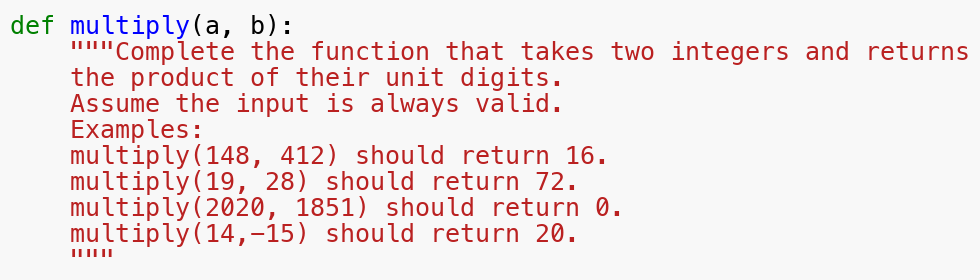 def multiply(a, b):
    """Complete the function that takes two integers and returns
    the product of their unit digits.
    Assume the input is always valid.
    Examples:
    multiply(148, 412) should return 16.
    multiply(19, 28) should return 72.
    multiply(2020, 1851) should return 0.
    multiply(14,−15) should return 20.
    """